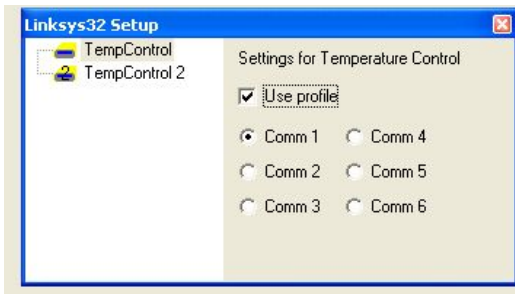 Linksys32 Setup
TempControl
TempControl 2
Settings for Temperature Control
Use profile
Comm 1 Comm 4
Comm 2 Comm 5
Comm 3 Comm 6